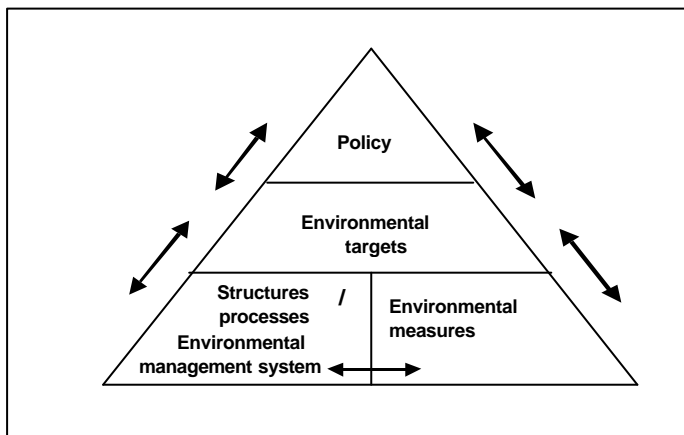 Policy
Environmental
targets
Structures /
processes
Environmental
management system
Environmental
measures